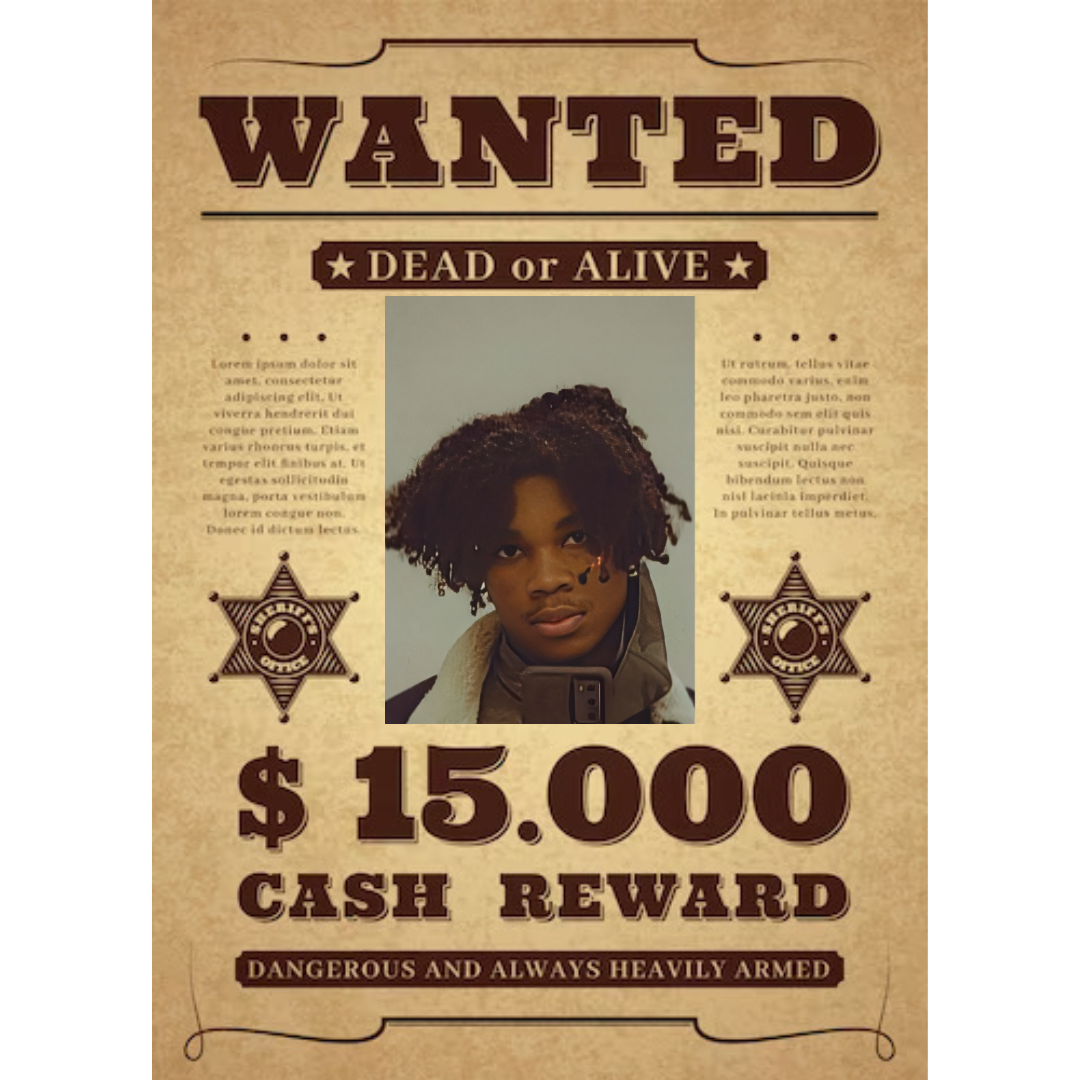 WANTED
★ DEAD or ALIVE ★
Lorem ipsum dolor sit
amet, consectetur
adipiscing elit. Ut
viverra hendrerit dui
congue pretium. Etiam
varius rhoncus turpis, et
tempor elit finibus at. Ut
egestas sollicitudin
magna, porta vestibulum
lorem congue non.
Donec id dictum lectus.
Ut rutrum, tellus vitae
commodo varius, enim
leo pharetra justo, non
commodo sem elit quis
nisi. Curabitur pulvinar
suscipit nulla nec
suscipit. Quisque
bibendum lectus non
nisl lacinia imperdiet.
In pulvinar tellus metus.
SHERIFF'S
OFFICE
SHERIFF'S
OFFICE
$ 15.000
CASH REWARD
DANGEROUS AND ALWAYS HEAVILY ARMED